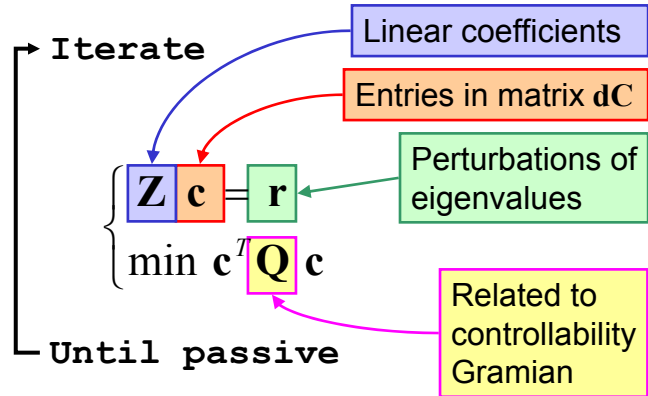 Iterate
Linear coefficients
Entries in matrix dC
Perturbations of
eigenvalues
Z c = r
min c^T Q c
Related to
controllability
Gramian
Until passive